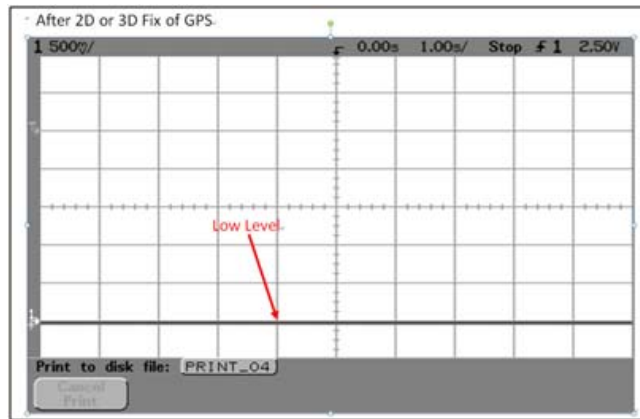 After 2D or 3D Fix of GPS
1 500mV/ 0.00s 1.00s/ Stop 1 2.50V
Low Level
1
Print to disk file: PRINT_04
Cancel
Print